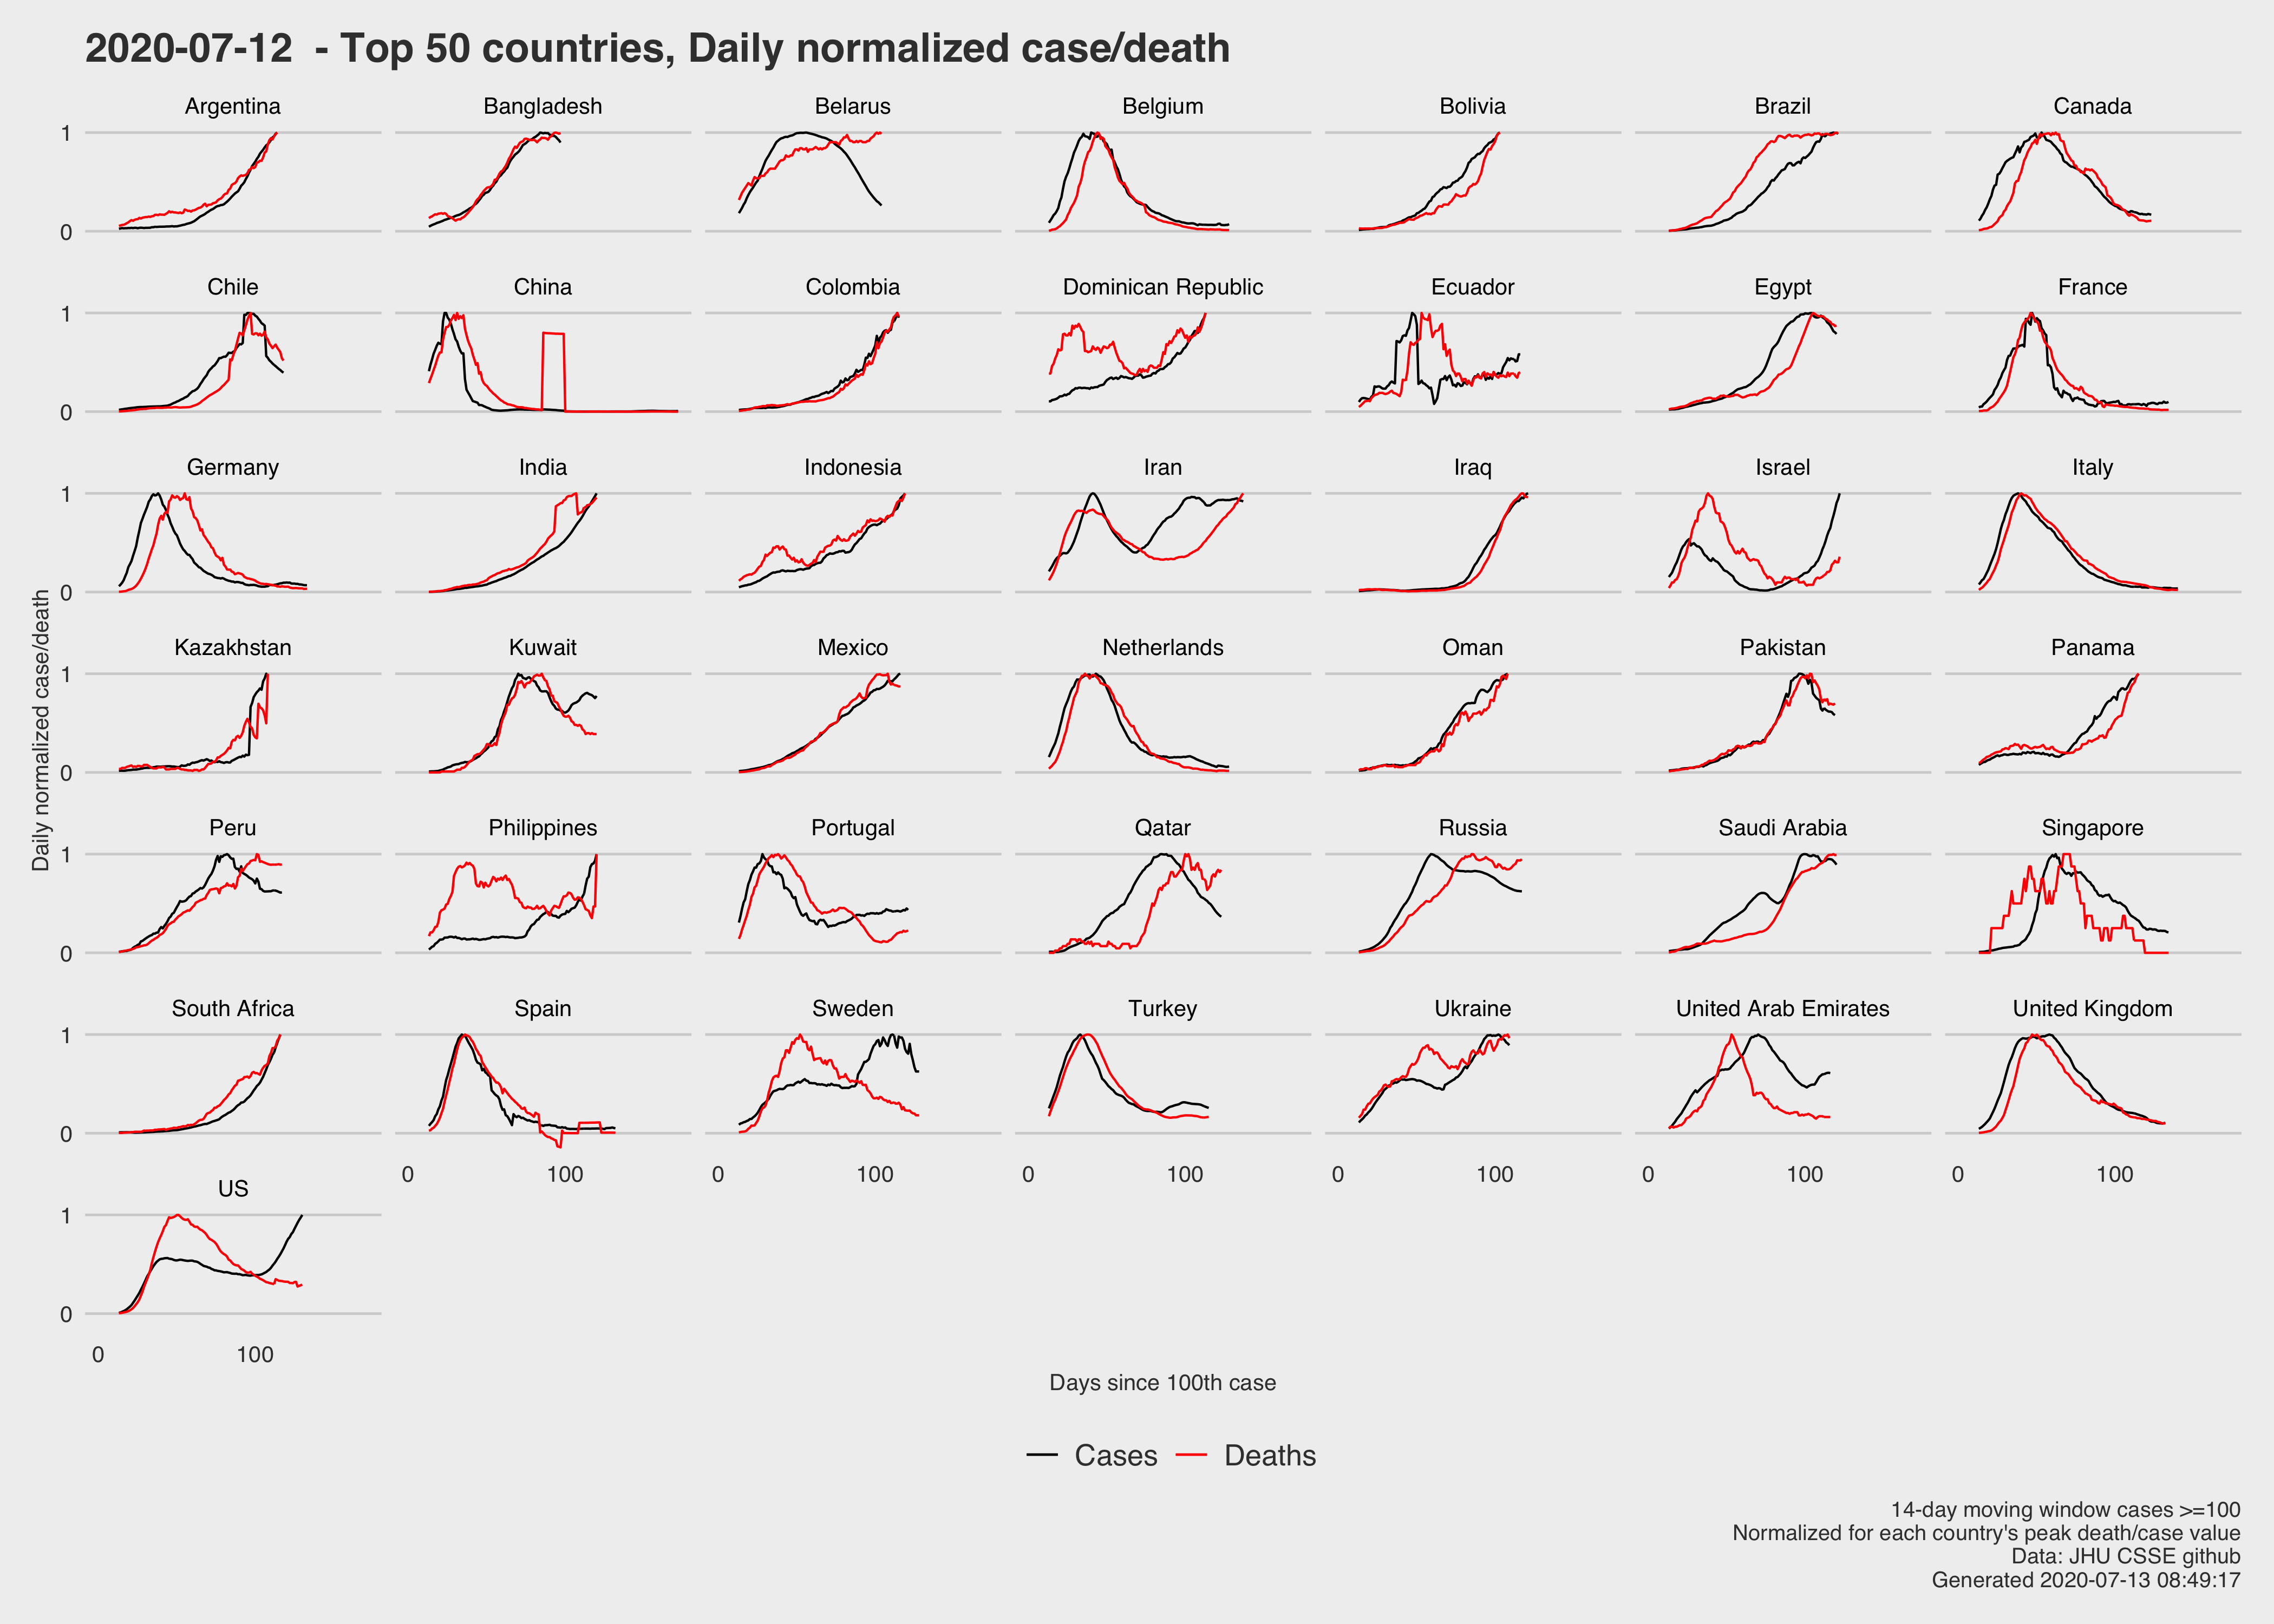 2020-07-12  - Top 50 countries, Daily normalized case/death
Argentina Bangladesh Belarus Belgium Bolivia Brazil Canada
1
0
Chile China Colombia Dominican Republic Ecuador Egypt France
1
0
Germany India Indonesia Iran Iraq Israel Italy
1
0
Kazakhstan Kuwait Mexico Netherlands Oman Pakistan Panama
1
0
Peru Philippines Portugal Qatar Russia Saudi Arabia Singapore
1
0
South Africa Spain Sweden Turkey Ukraine United Arab Emirates United Kingdom
1
0
0 100 0 100 0 100 0 100 0 100 0 100
US
1
0
0 100
Daily normalized case/death
Days since 100th case
Cases Deaths
14-day moving window cases >=100
Normalized for each country's peak death/case value
Data: JHU CSSE github
Generated 2020-07-13 08:49:17